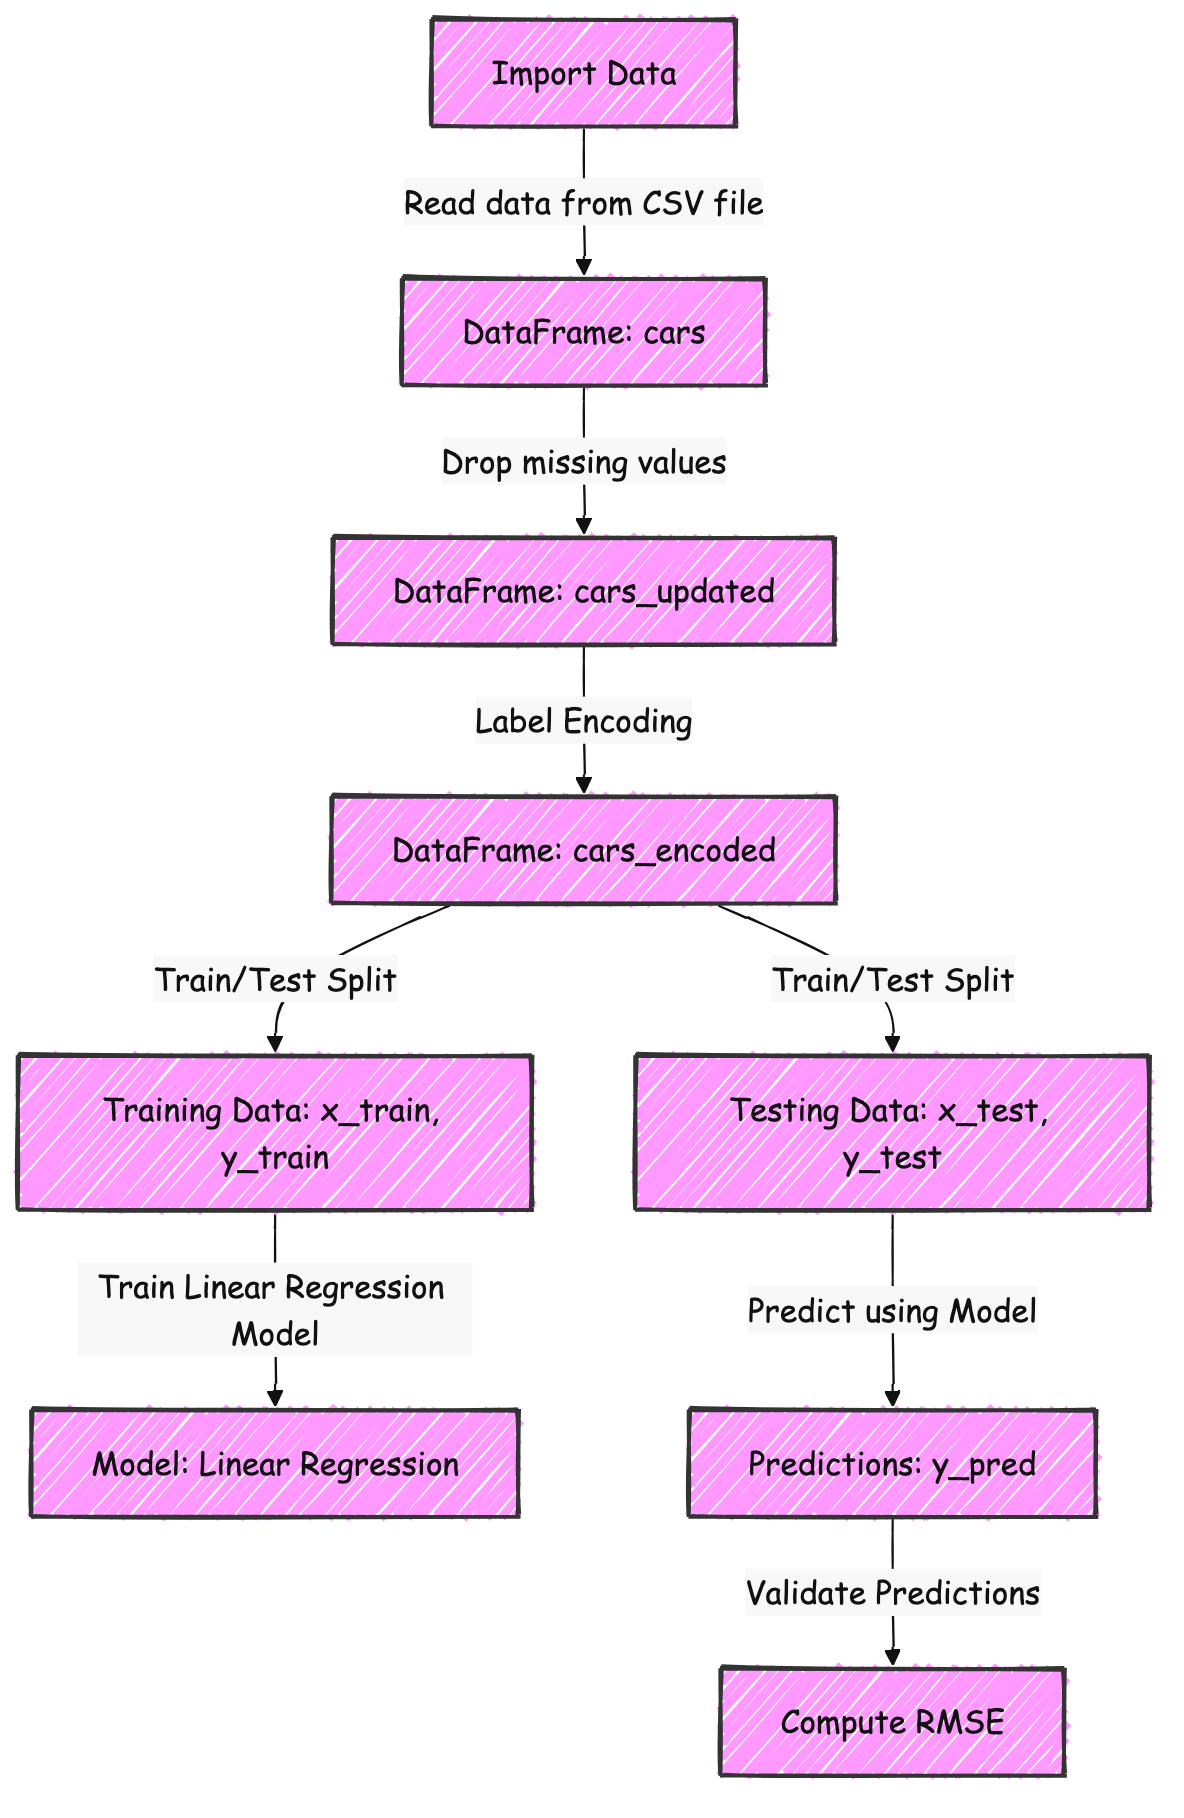 Import Data
Read data from CSV file
DataFrame: cars
Drop missing values
DataFrame: cars_updated
Label Encoding
DataFrame: cars_encoded
Train/Test Split
Train/Test Split
Training Data: x_train,
y_train
Testing Data: x_test,
y_test
Train Linear Regression
Model
Predict using Model
Model: Linear Regression
Predictions: y_pred
Validate Predictions
Compute RMSE